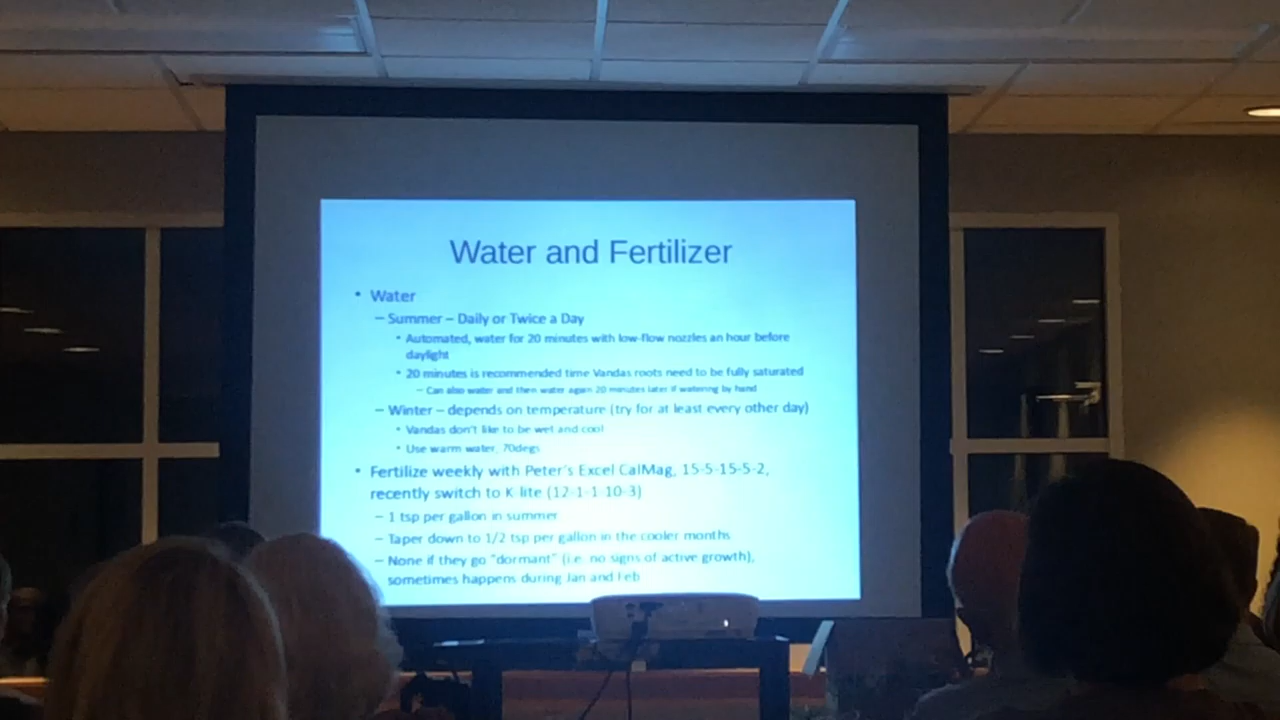 Water and Fertilizer
• Water
– Summer – Daily or Twice a Day
• Automated, water for 20 minutes with low-flow nozzles an hour before
daylight
• 20 minutes is recommended time Vandas roots need to be fully saturated
– Can also water and then water again 20 minutes later if watering by hand
– Winter – depends on temperature (try for at least every other day)
• Vandas don't like to be wet and cool
• Use warm water, 70degs
• Fertilize weekly with Peter's Excel CalMag, 15-5-15-5-2,
recently switch to K lite (12-1-1-10-3)
– 1 tsp per gallon in summer
– Taper down to 1/2 tsp per gallon in the cooler months
– None if they go "dormant" (i.e. no signs of active growth),
sometimes happens during Jan and Feb